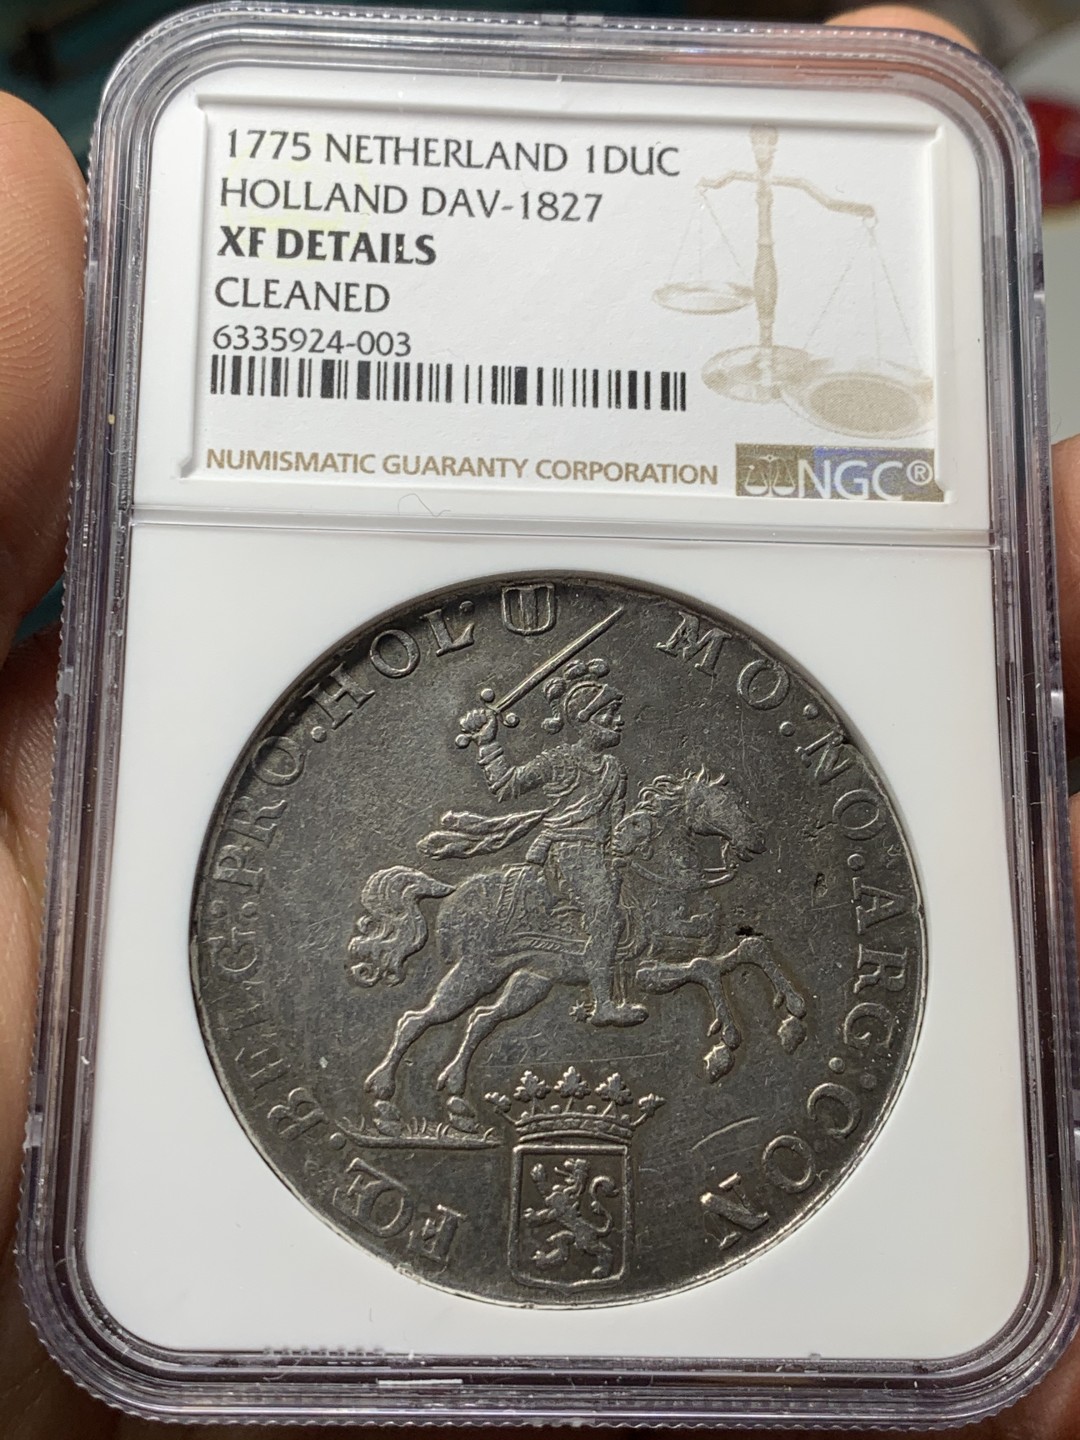 1775 NETHERLAND 1DUC
HOLLAND DAV-1827
XF DETAILS
CLEANED
6335924-003
NUMISMATIC GUARANTY CORPORATION
NGC®
MO:NO:ARG:CON
FOE.BELG:PRO:HOL: